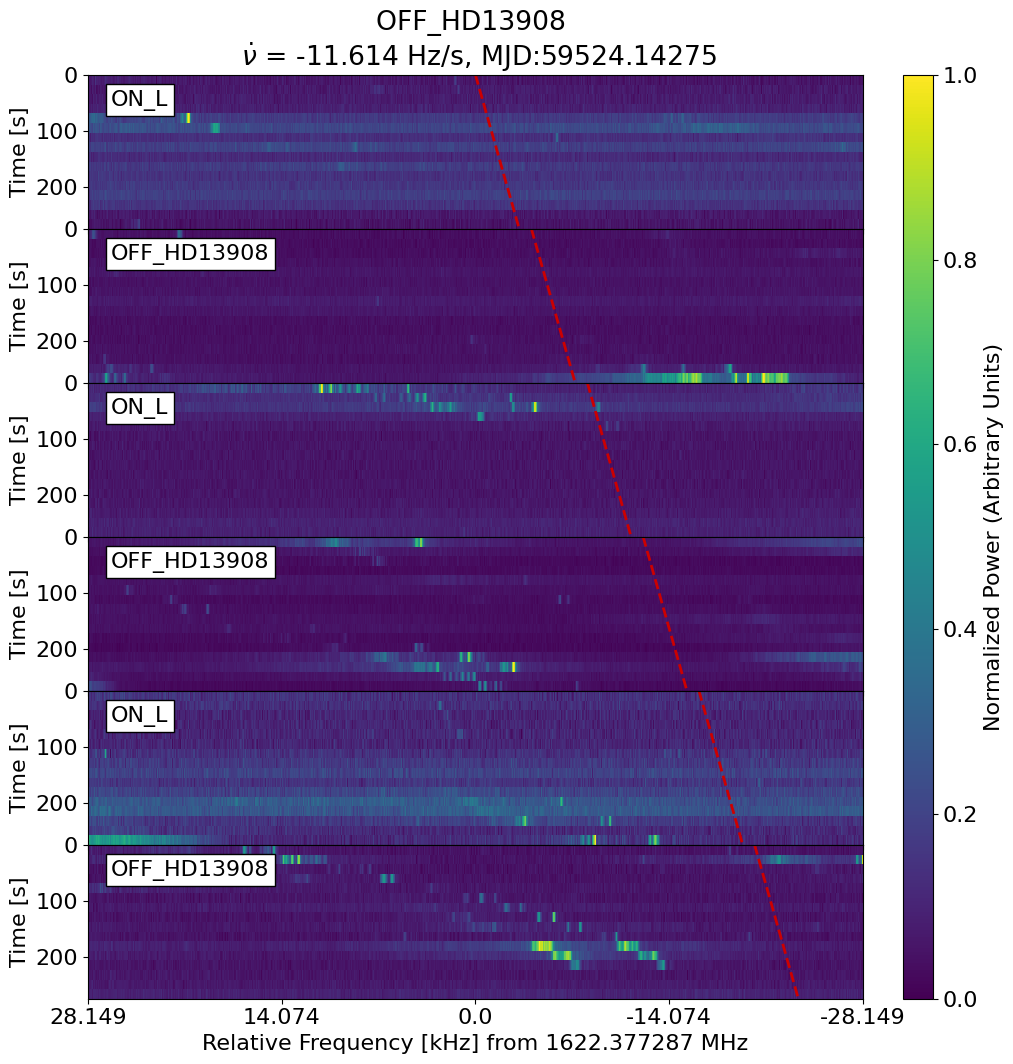 OFF_HD13908
ν̇ = -11.614 Hz/s, MJD:59524.14275
0
ON_L
100
Time [s]
200
0
OFF_HD13908
100
Time [s]
200
0
ON_L
100
Time [s]
200
0
OFF_HD13908
100
Time [s]
200
0
ON_L
100
Time [s]
200
0
OFF_HD13908
100
Time [s]
200
28.149 14.074 0.0 -14.074 -28.149
Relative Frequency [kHz] from 1622.377287 MHz
1.0
0.8
0.6
0.4
0.2
0.0
Normalized Power (Arbitrary Units)